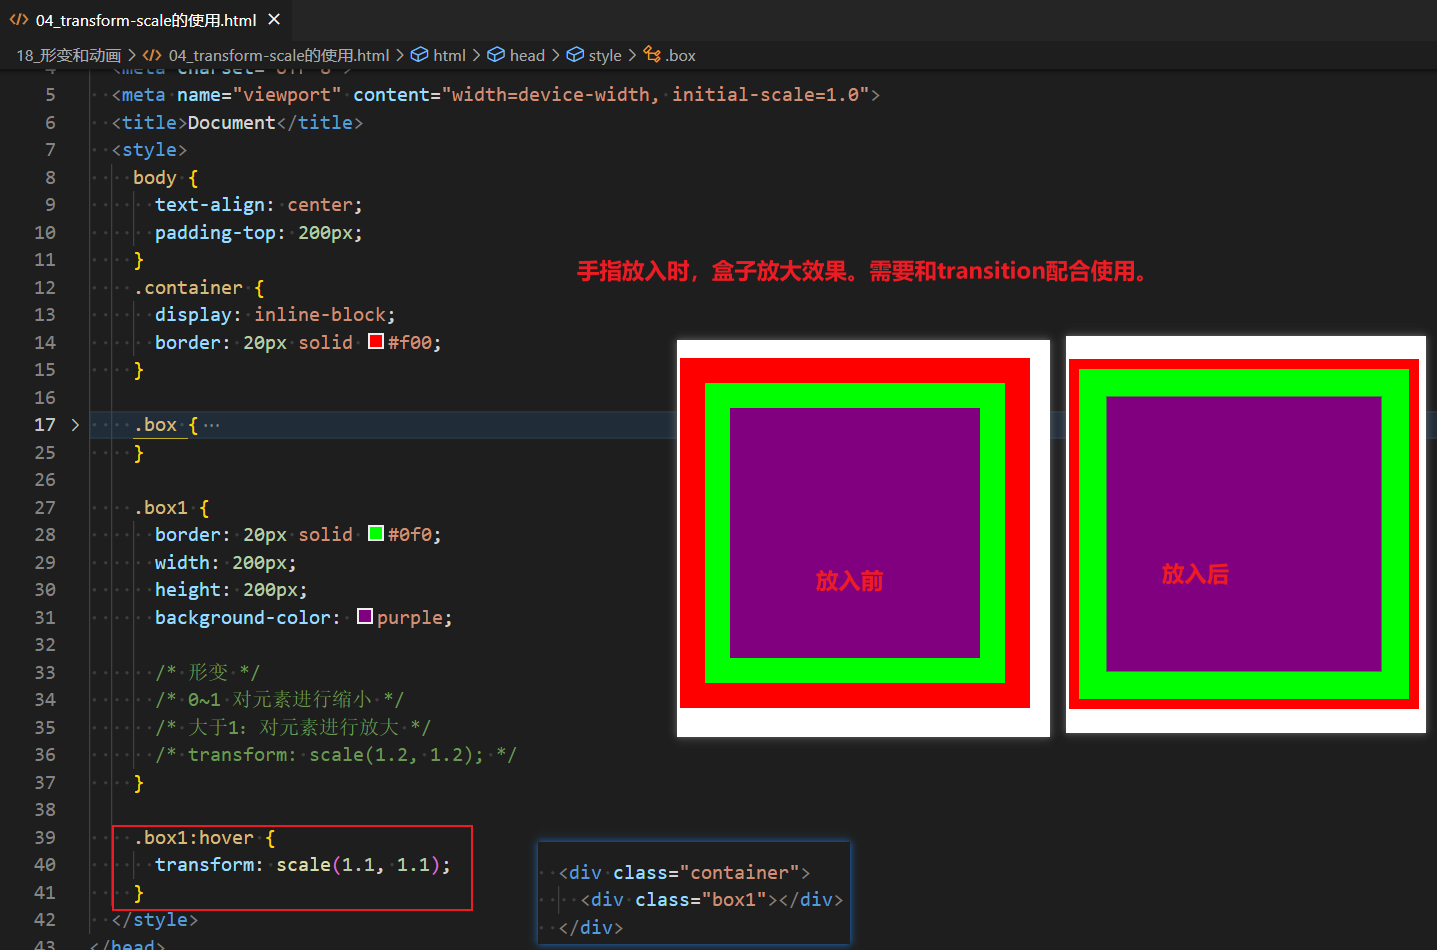 04_transform-scale的使用.html
18_形变和动画 > 04_transform-scale的使用.html > html > head > style > .box
4 <meta charset="UTF-8">
5 <meta name="viewport" content="width=device-width, initial-scale=1.0">
6 <title>Document</title>
7 <style>
8 body {
9 text-align: center;
10 padding-top: 200px;
11 }
手指放入时，盒子放大效果。需要和transition配合使用。
12 .container {
13 display: inline-block;
14 border: 20px solid #f00;
15 }
16
17 .box { ···
25 }
26
27 .box1 {
28 border: 20px solid #0f0;
29 width: 200px;
30 height: 200px;
31 background-color: purple;
放入前
放入后
32
33 /* 形变 */
34 /* 0~1 对元素进行缩小 */
35 /* 大于1：对元素进行放大 */
36 /* transform: scale(1.2, 1.2); */
37 }
38
39 .box1:hover {
40 transform: scale(1.1, 1.1);
41 }
42 </style>
43 </head>
<div class="container">
<div class="box1"></div>
</div>